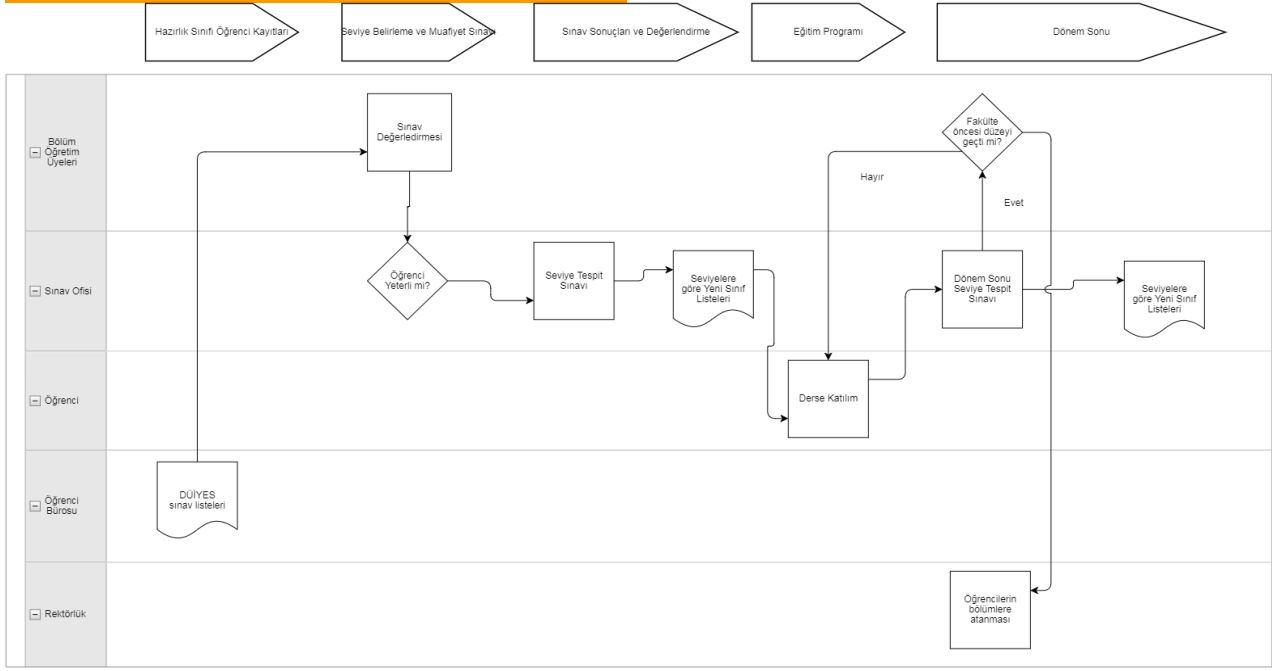 Hazırlık Sınıfı Öğrenci Kayıtları
Seviye Belirleme ve Muafiyet Sınavı
Sınav Sonuçları ve Değerlendirme
Eğitim Programı
Dönem Sonu
Bölüm
Öğretim
Üyeleri
Sınav
Değerledirmesi
Fakülte
öncesi düzeyi
geçti mi?
Hayır
Evet
Sınav Ofisi
Öğrenci
Yeterli mi?
Seviye Tespit
Sınavı
Seviyelere
göre Yeni Sınıf
Listeleri
Dönem Sonu
Seviye Tespit
Sınavı
Seviyelere
göre Yeni Sınıf
Listeleri
Öğrenci
Derse Katılım
Öğrenci
Bürosu
DÜİYES
sınav listeleri
Rektörlük
Öğrencilerin
bölümlere
atanması